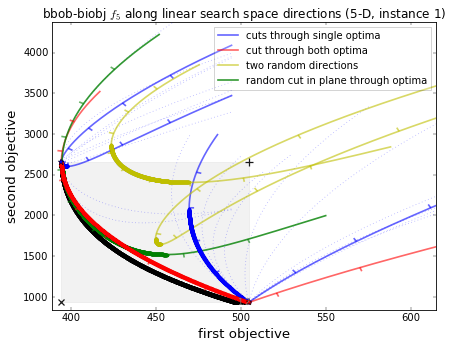 bbob-biobj f₅ along linear search space directions (5-D, instance 1)
cuts through single optima
cut through both optima
two random directions
random cut in plane through optima
second objective
4000
3500
3000
2500
2000
1500
1000
400 450 500 550 600
first objective